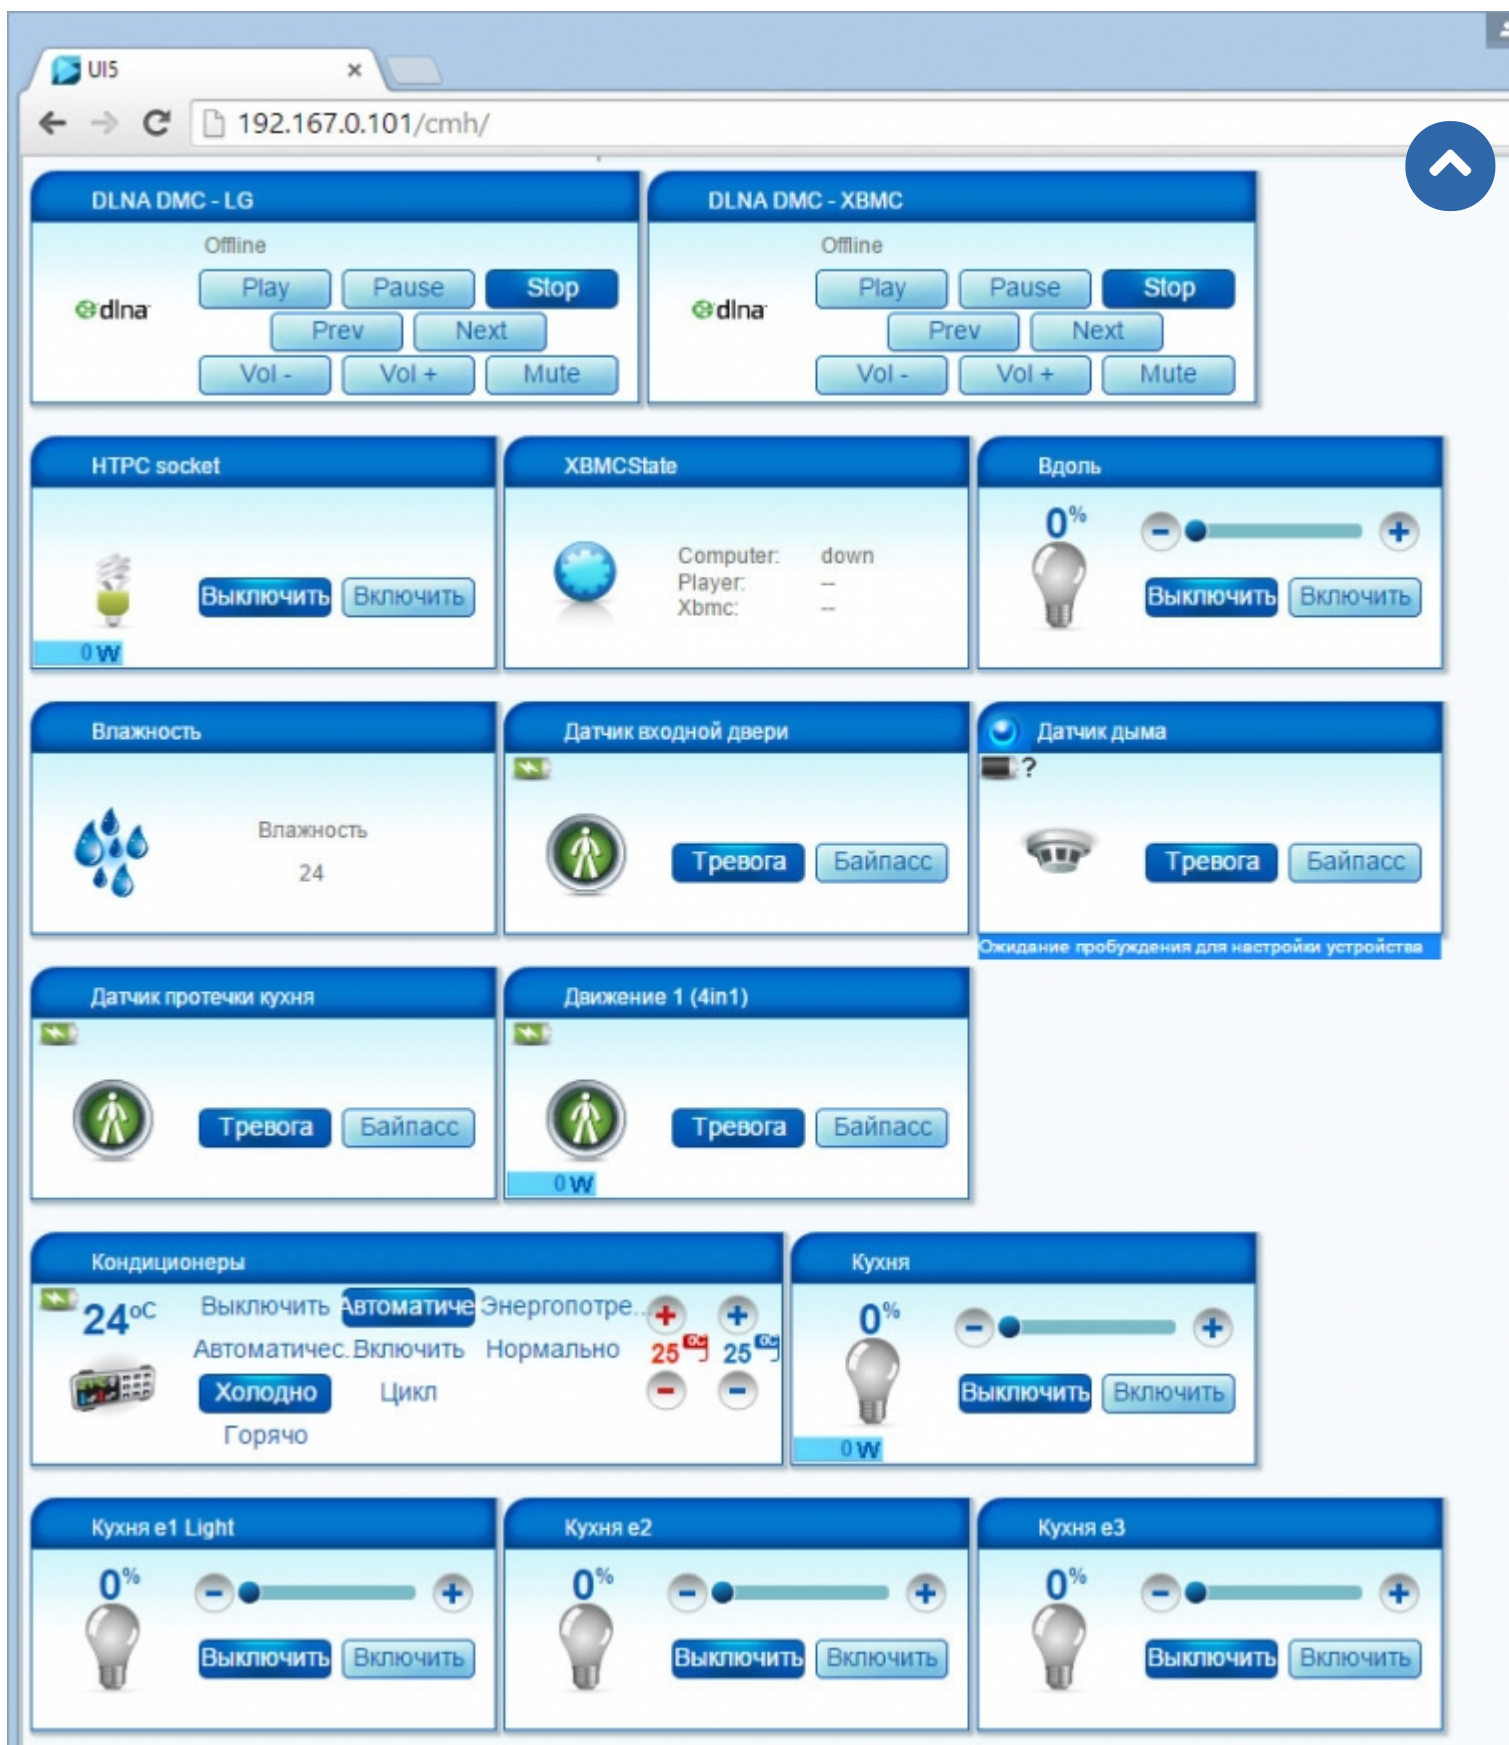 UI5
192.167.0.101/cmh/
DLNA DMC - LG
DLNA DMC - XBMC
Offline
Offline
Play Pause Stop
Play Pause Stop
dlna
dlna
Prev Next
Prev Next
Vol - Vol + Mute
Vol - Vol + Mute
HTPC socket
XBMCState
Вдоль
0%
Computer: down
Player: --
Xbmc: --
Выключить Включить
Выключить Включить
0 W
Влажность
Датчик входной двери
Датчик дыма
?
Влажность
24
Тревога Байпасс
Тревога Байпасс
Ожидание пробуждения для настройки устройства
Датчик протечки кухня
Движение 1 (4in1)
Тревога Байпасс
Тревога Байпасс
0 W
Кондиционеры
Кухня
24°C
Выключить Автоматиче Энергопотре...
Автоматичес. Включить Нормально
25 °C 25 °C
Холодно Цикл
Горячо
0%
Выключить Включить
0 W
Кухня e1 Light
Кухня e2
Кухня e3
0%
0%
0%
Выключить Включить
Выключить Включить
Выключить Включить